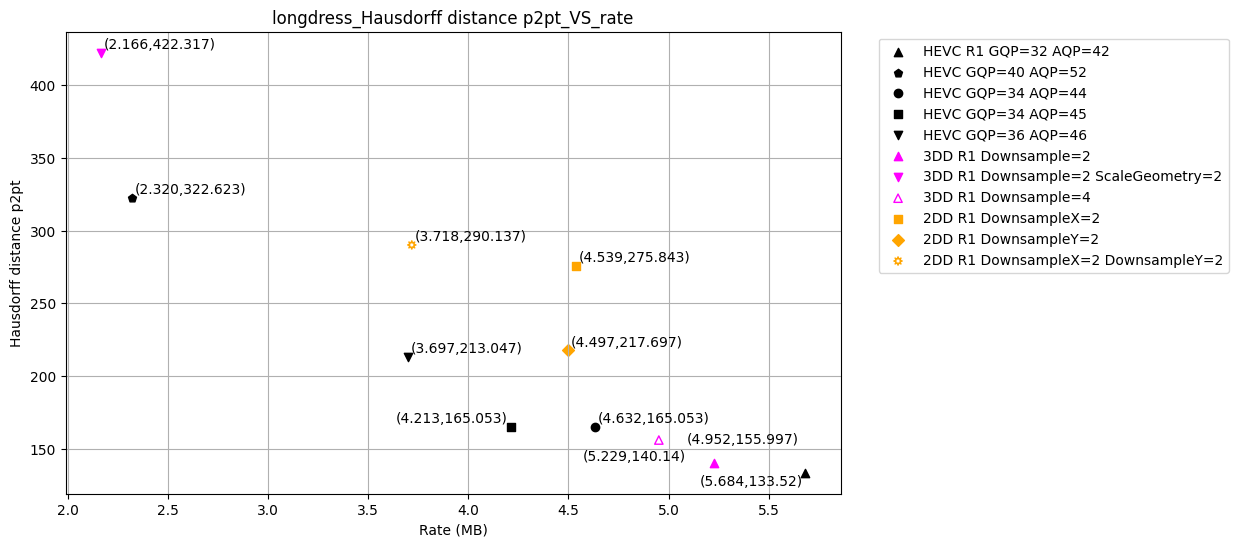 longdress_Hausdorff distance p2pt_VS_rate
(2.166,422.317)
(2.320,322.623)
(3.718,290.137)
(4.539,275.843)
(3.697,213.047)
(4.497,217.697)
(4.213,165.053)
(4.632,165.053)
(4.952,155.997)
(5.229,140.14)
(5.684,133.52)
400
350
300
250
200
150
Hausdorff distance p2pt
2.0
2.5
3.0
3.5
4.0
4.5
5.0
5.5
Rate (MB)
HEVC R1 GQP=32 AQP=42
HEVC GQP=40 AQP=52
HEVC GQP=34 AQP=44
HEVC GQP=34 AQP=45
HEVC GQP=36 AQP=46
3DD R1 Downsample=2
3DD R1 Downsample=2 ScaleGeometry=2
3DD R1 Downsample=4
2DD R1 DownsampleX=2
2DD R1 DownsampleY=2
2DD R1 DownsampleX=2 DownsampleY=2